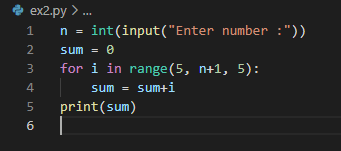 ex2.py > ...
1 n = int(input("Enter number :"))
2 sum = 0
3 for i in range(5, n+1, 5):
4     sum = sum+i
5 print(sum)
6